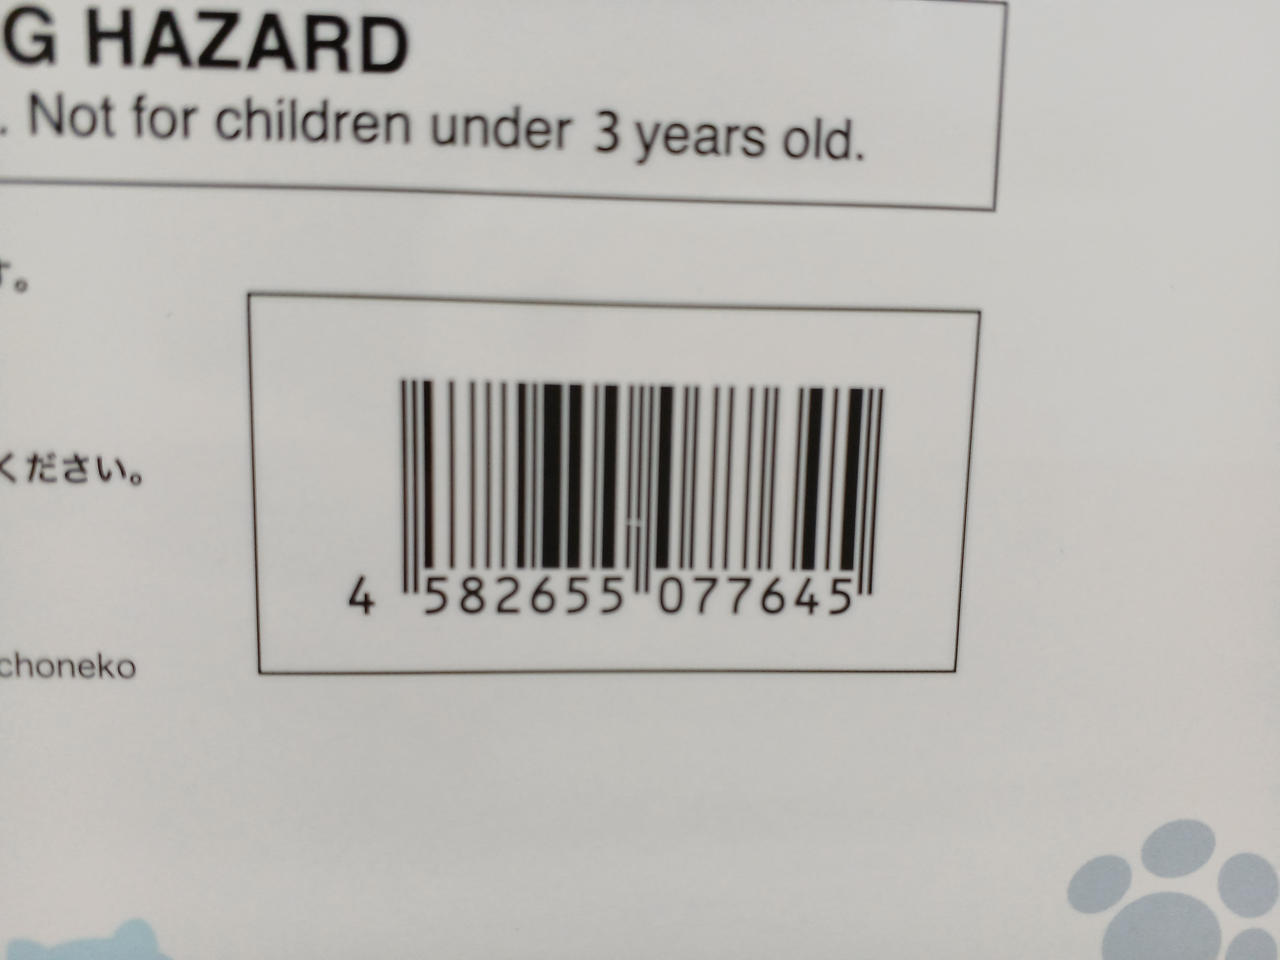 G HAZARD
. Not for children under 3 years old.
す。
ください。
4 582655 077645
choneko